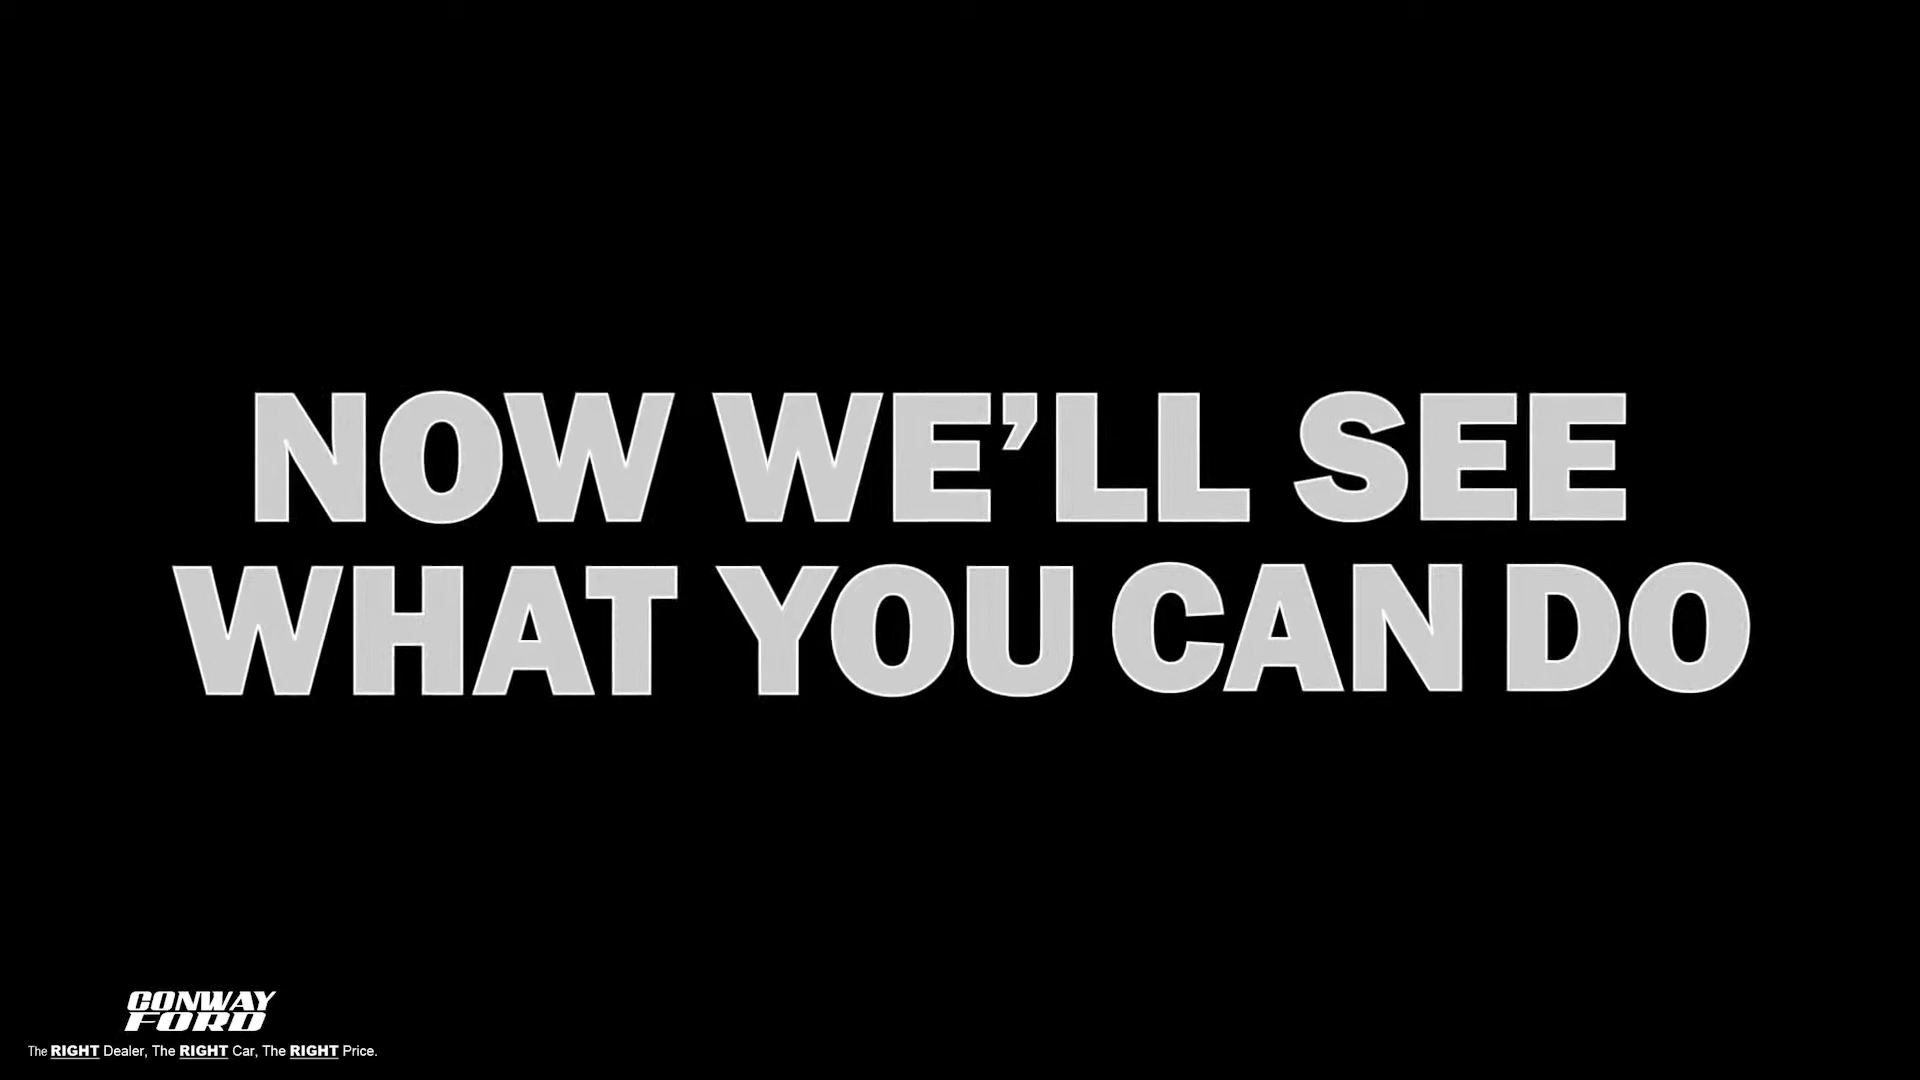 NOW WE’LL SEE
WHAT YOU CAN DO
CONWAY
FORD
The RIGHT Dealer, The RIGHT Car, The RIGHT Price.